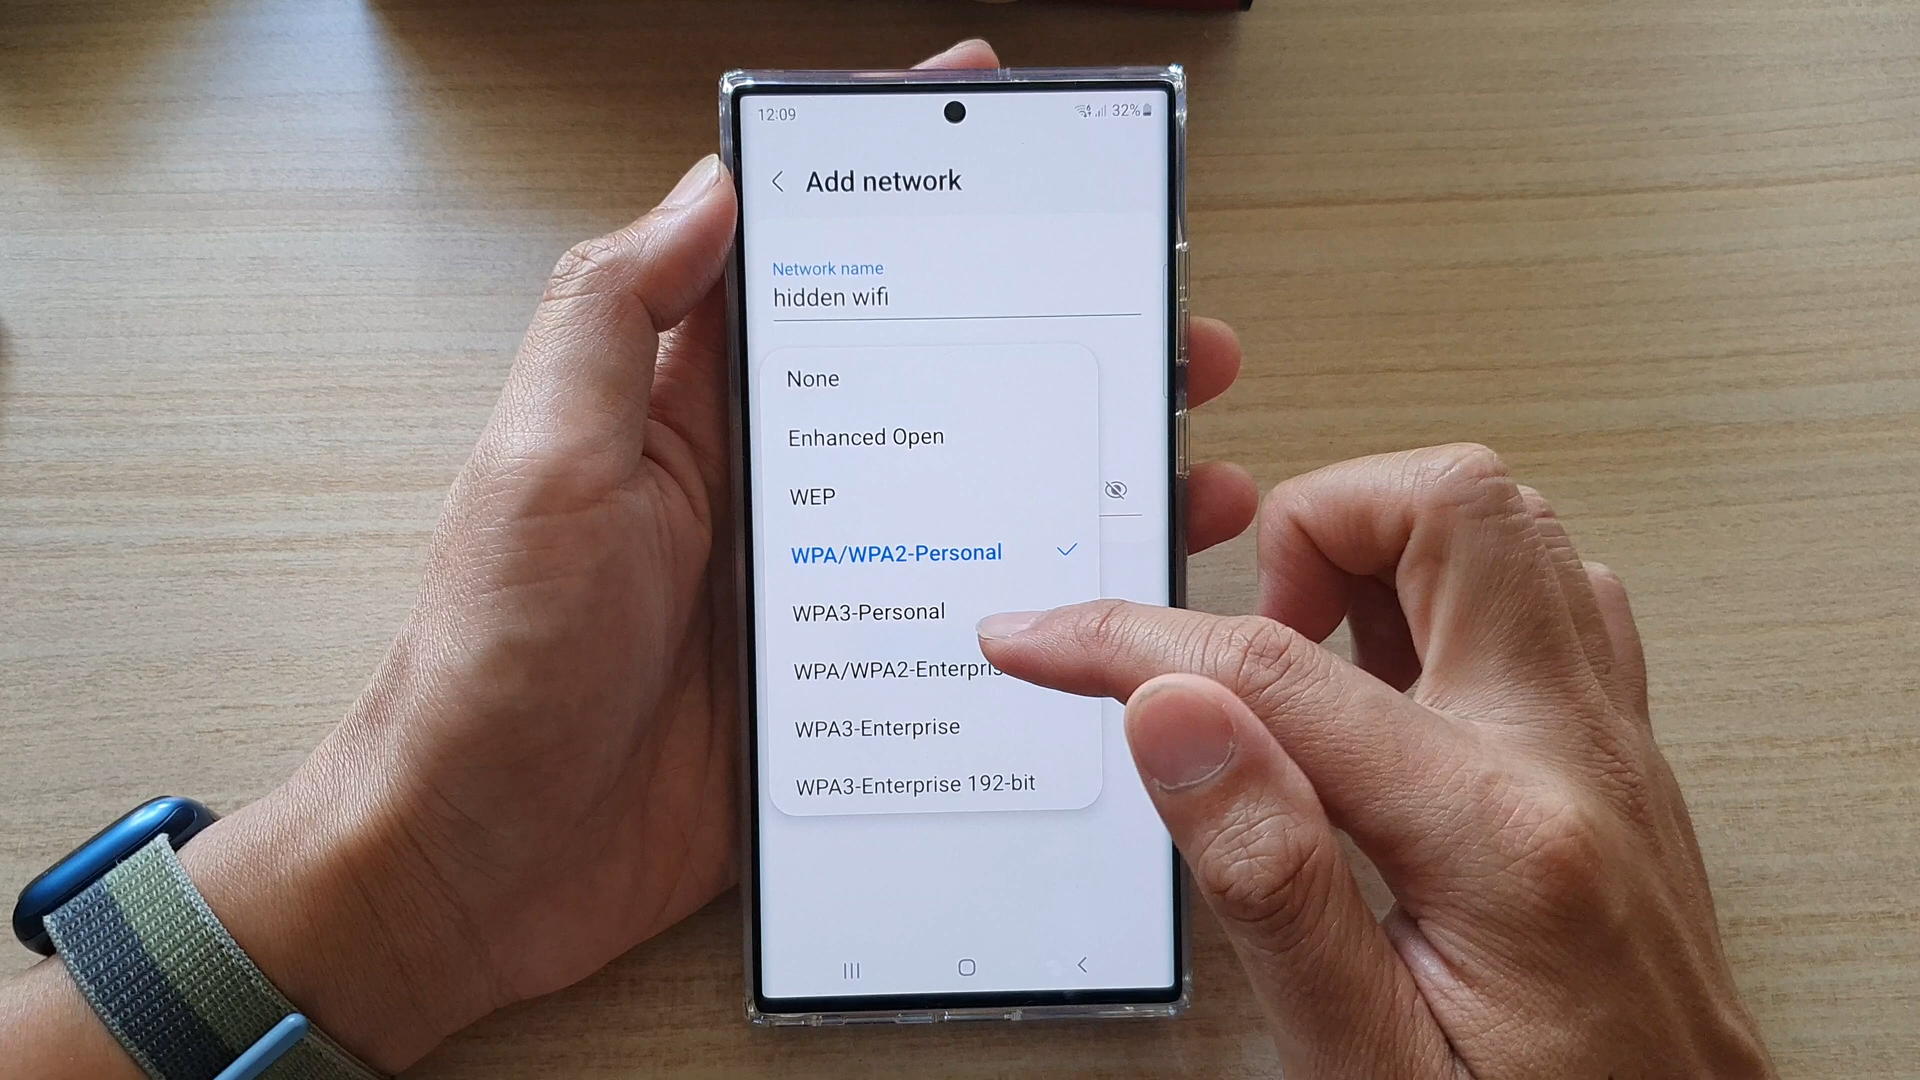 12:09
32%
Add network
Network name
hidden wifi
None
Enhanced Open
WEP
WPA/WPA2-Personal
WPA3-Personal
WPA/WPA2-Enterpris
WPA3-Enterprise
WPA3-Enterprise 192-bit